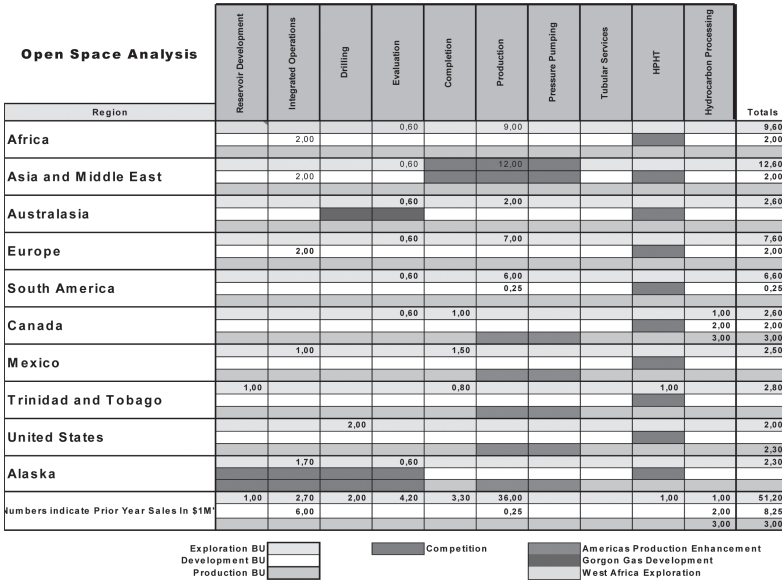 Open Space Analysis
Reservoir Development Integrated Operations Drilling Evaluation Completion Production Pressure Pumping Tubular Services HPHT Hydrocarbon Processing
Region Totals
0,60 9,00 9,60
Africa 2,00 2,00
0,60 12,00 12,60
Asia and Middle East 2,00 2,00
0,60 2,00 2,60
Australasia
0,60 7,00 7,60
Europe 2,00 2,00
0,60 6,00 6,60
South America 0,25 0,25
0,60 1,00 1,00 2,60
Canada 2,00 2,00
3,00 3,00
1,00 1,50 2,50
Mexico
1,00 0,80 1,00 2,80
Trinidad and Tobago
2,00 2,00
United States
2,30
1,70 0,60 2,30
Alaska
1,00 2,70 2,00 4,20 3,30 36,00 1,00 1,00 51,20
Numbers indicate Prior Year Sales In $1M' 6,00 0,25 2,00 8,25
3,00 3,00
Exploration BU Competition Americas Production Enhancement
Development BU Gorgon Gas Development
Production BU West Africa Exploration